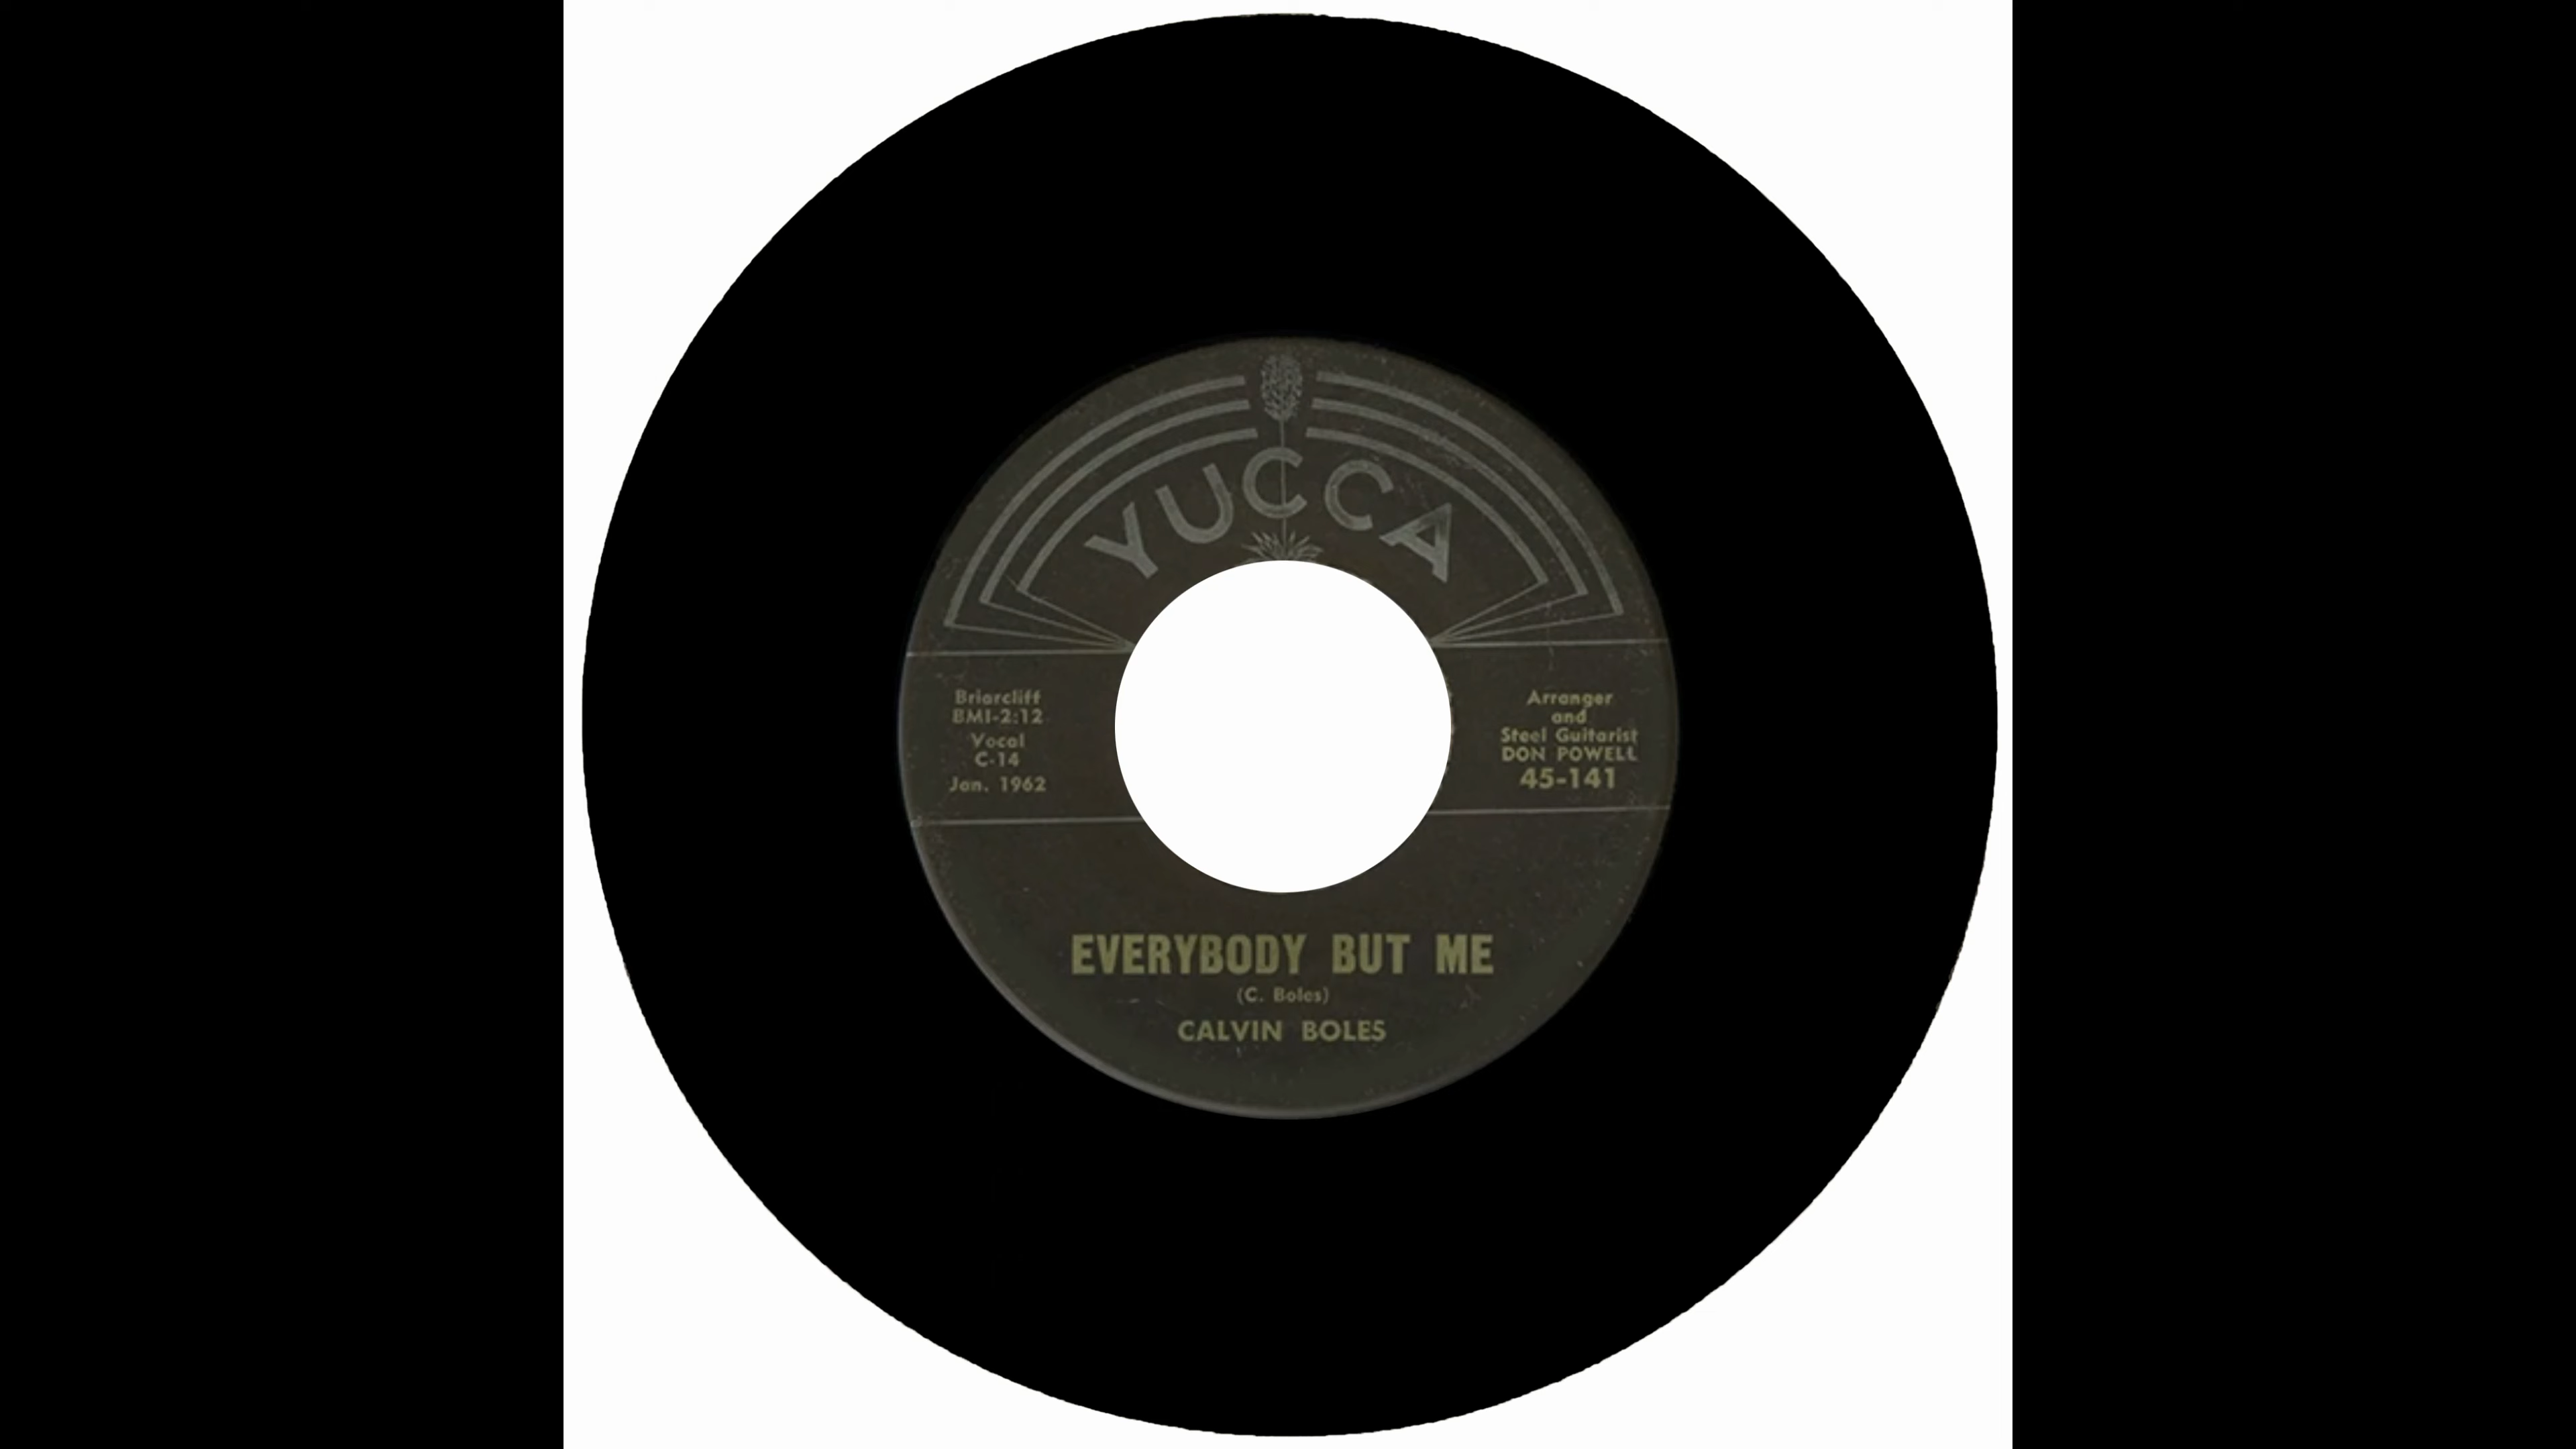 YUCCA
Briarcliff
BMI-2:12
Vocal
C-14
Jan. 1962
Arranger
and
Steel Guitarist
DON POWELL
45-141
EVERYBODY BUT ME
(C. Boles)
CALVIN BOLES